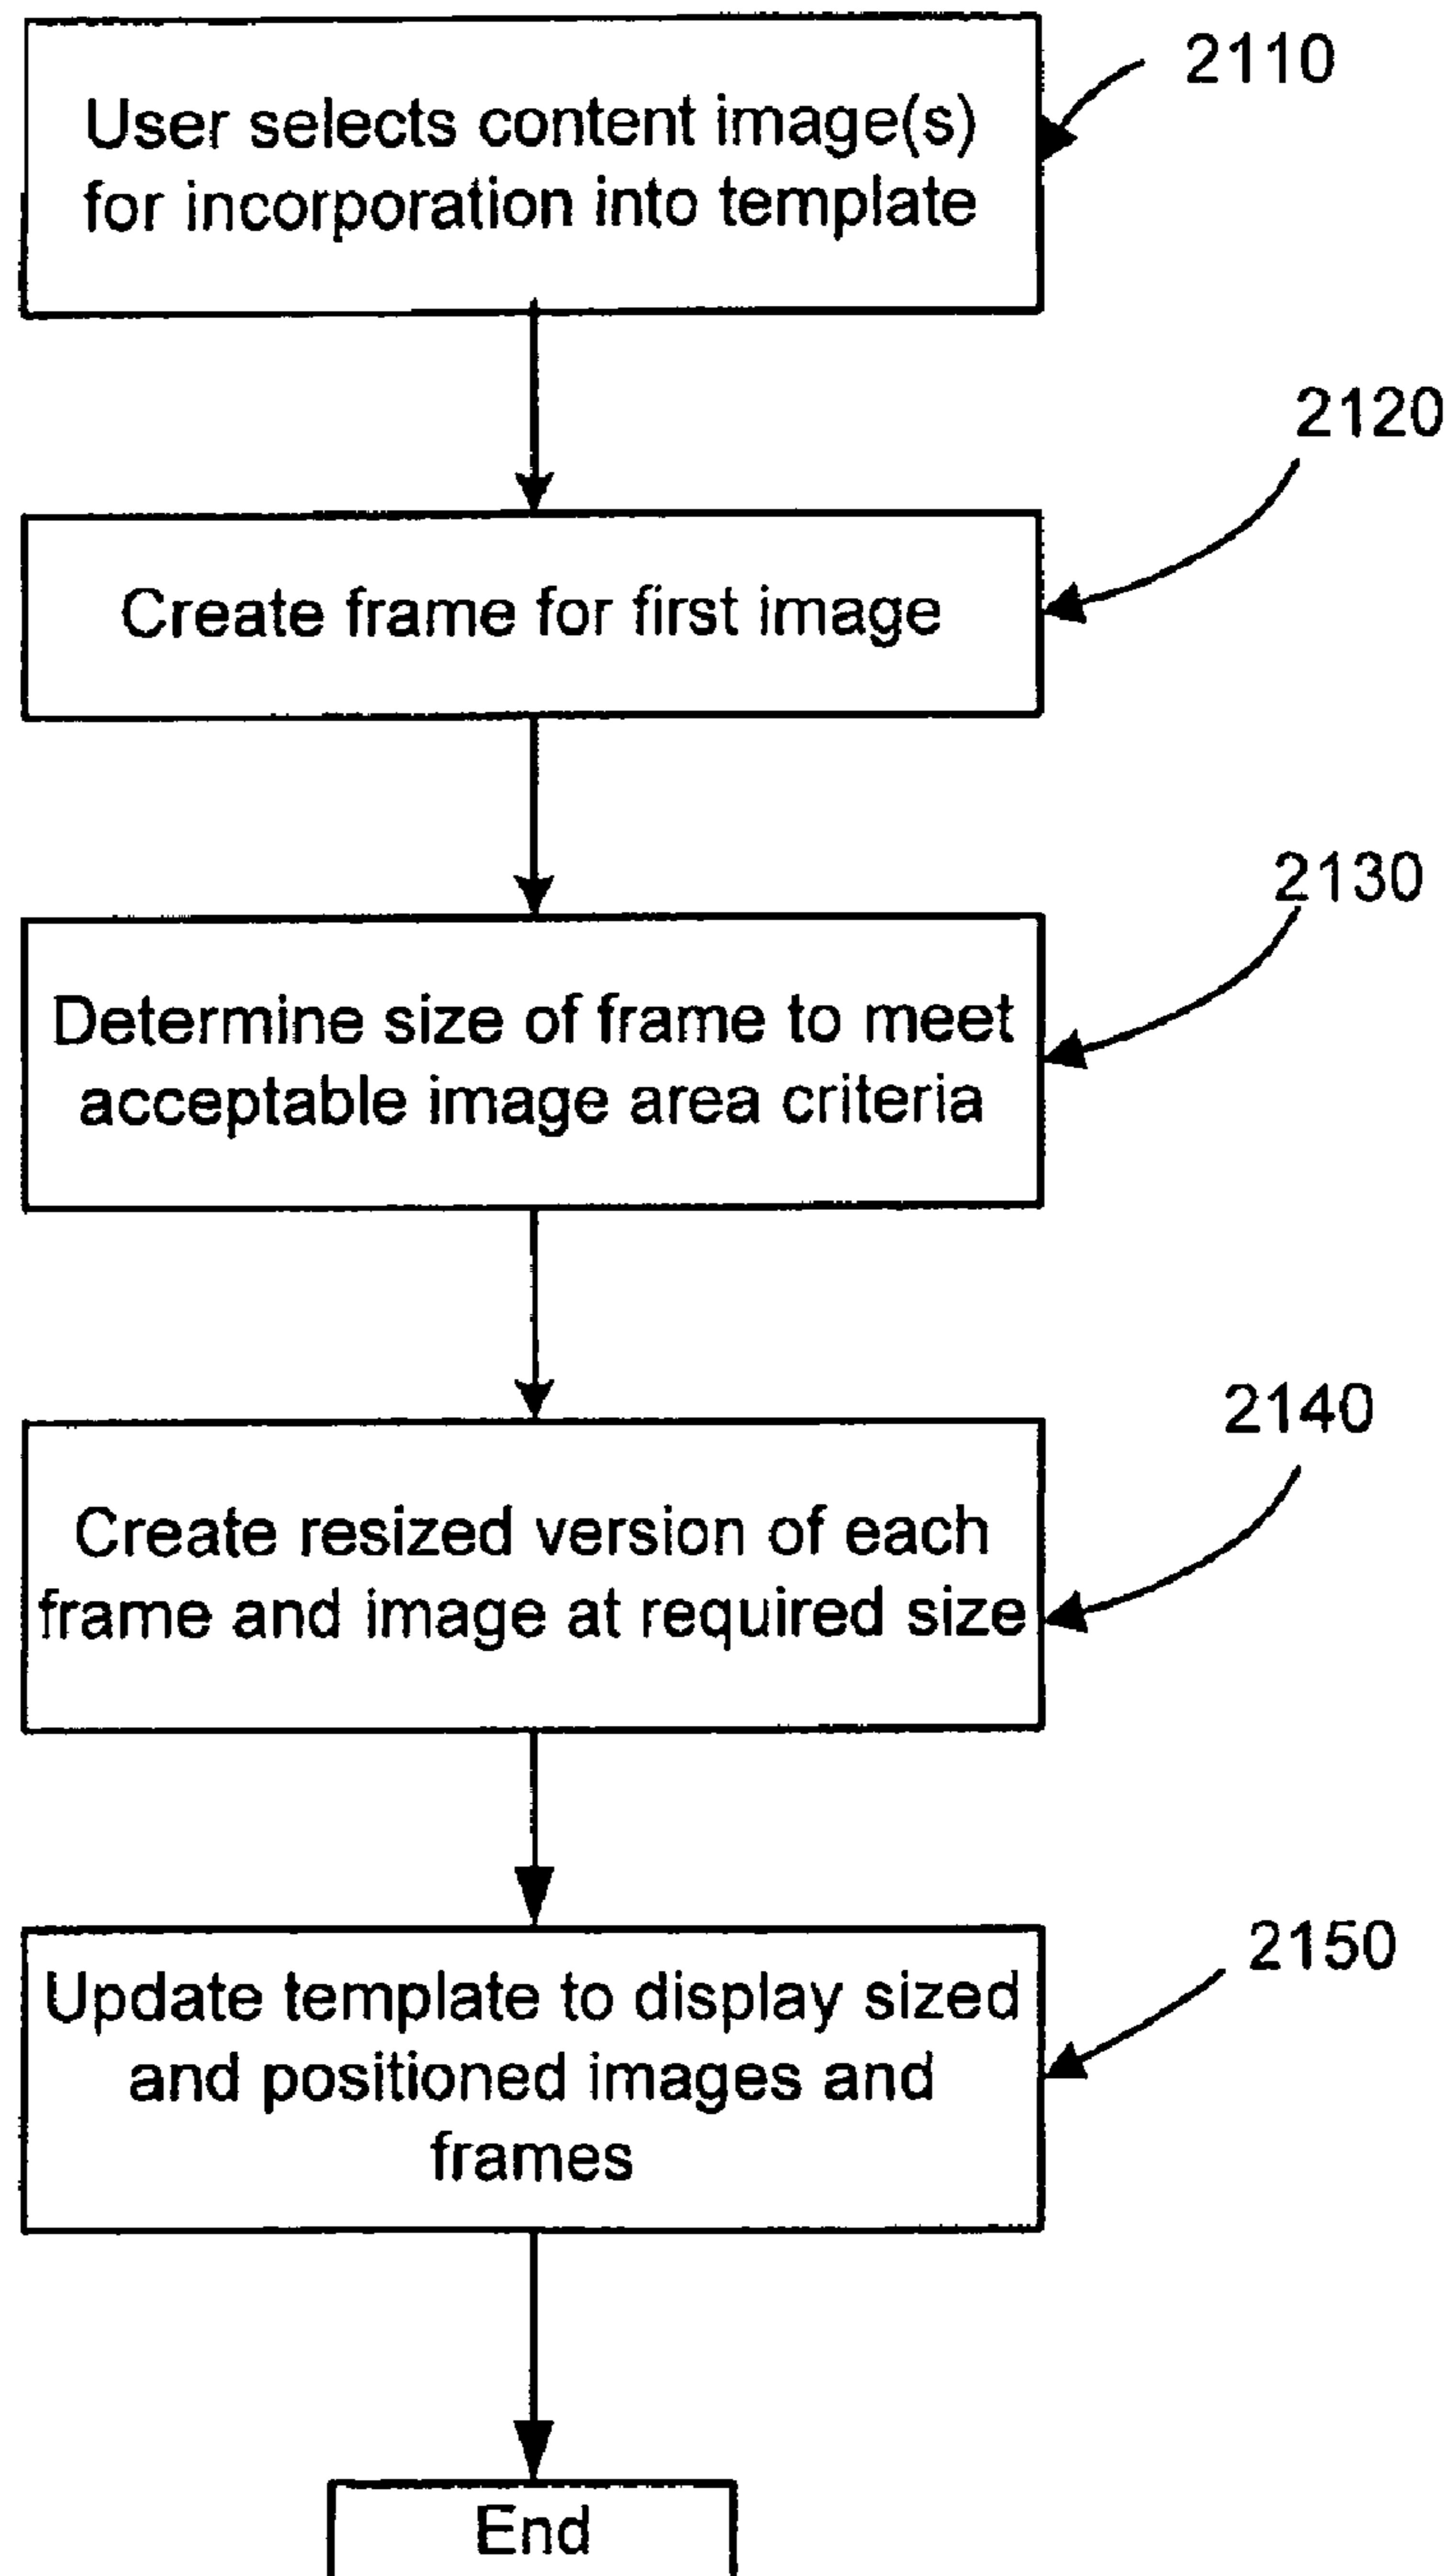 User selects content image(s)
for incorporation into template
2110
Create frame for first image
2120
Determine size of frame to meet
acceptable image area criteria
2130
Create resized version of each
frame and image at required size
2140
Update template to display sized
and positioned images and
frames
2150
End